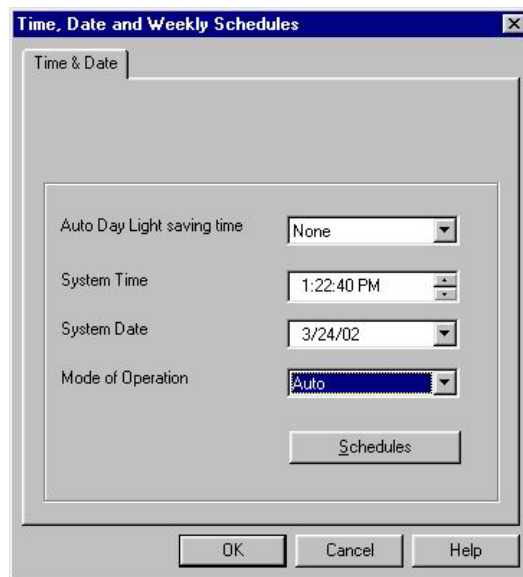 Time, Date and Weekly Schedules
Time & Date
Auto Day Light saving time None
System Time 1:22:40 PM
System Date 3/24/02
Mode of Operation Auto
Schedules
OK Cancel Help